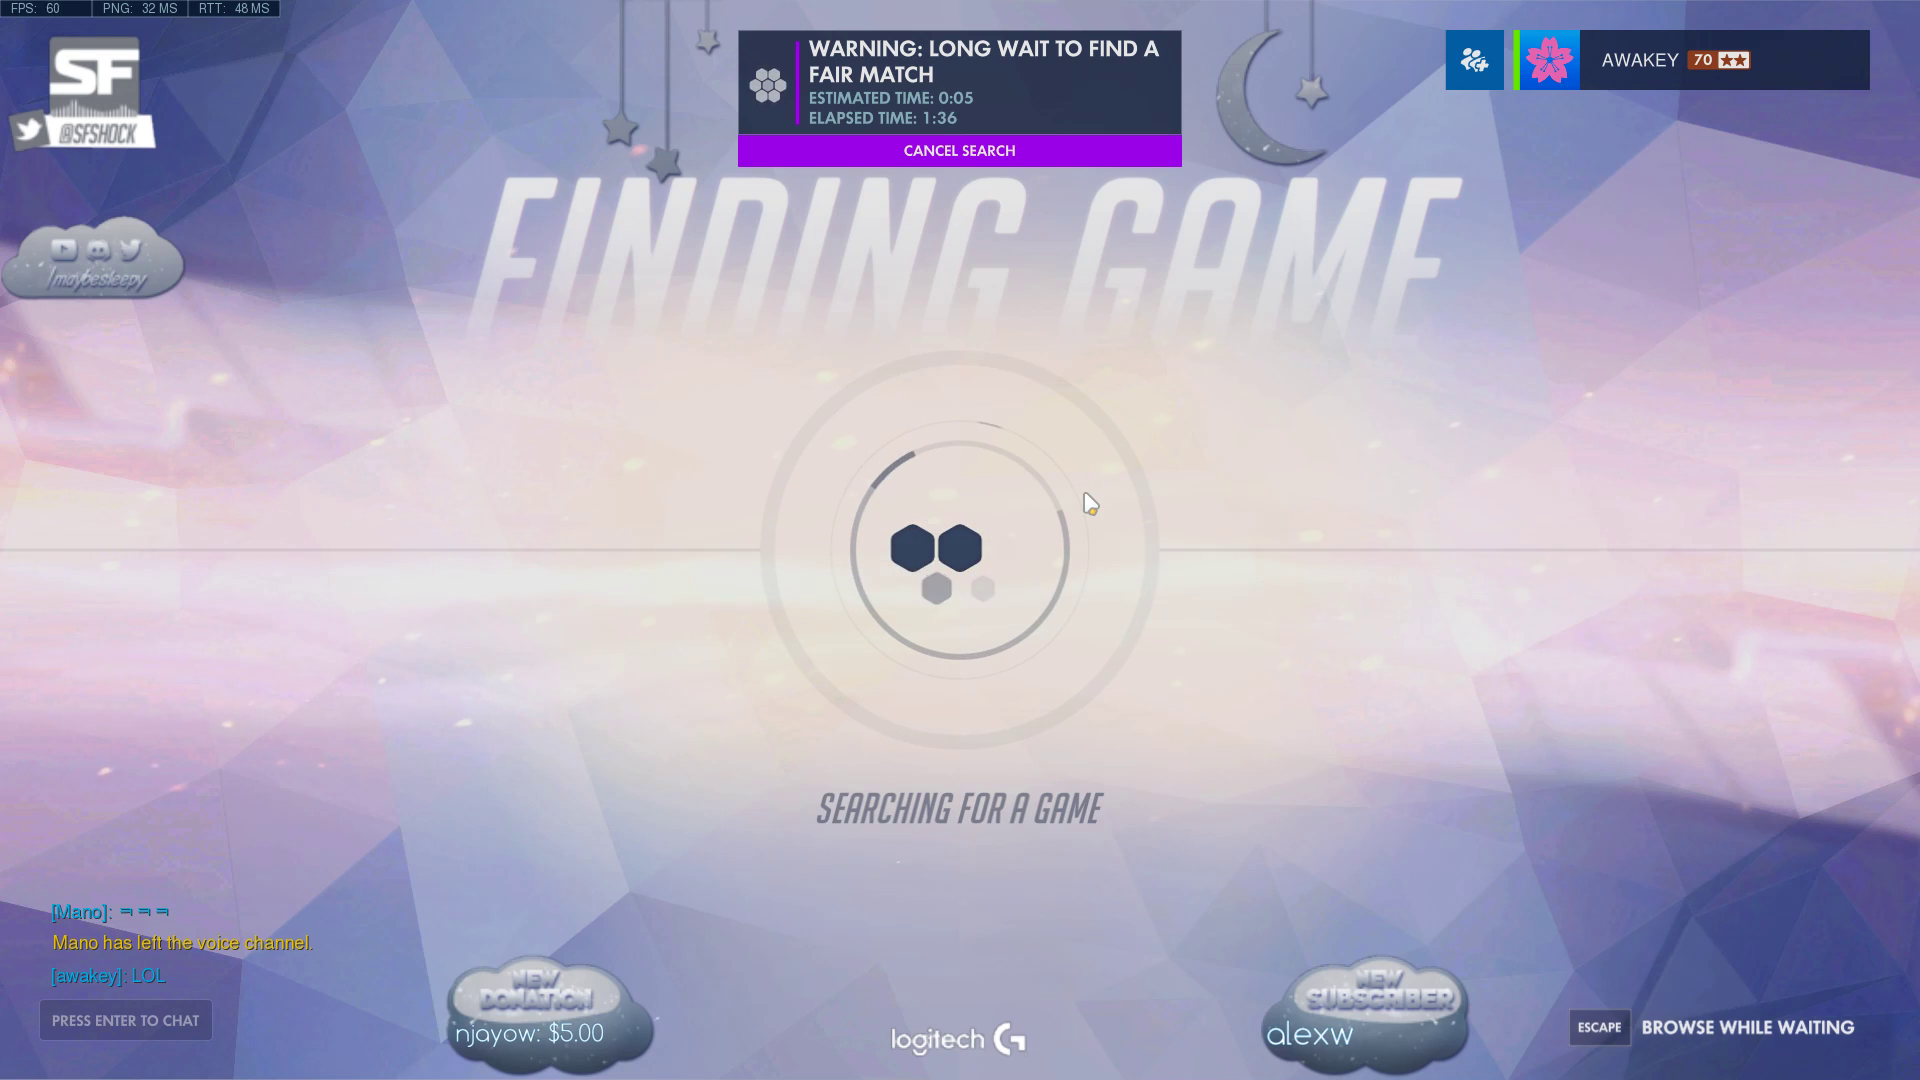 FPS: 60 PNG: 32 MS RTT: 48 MS
SF
@SFSHOCK
/maybesleepy
WARNING: LONG WAIT TO FIND A
FAIR MATCH
ESTIMATED TIME: 0:05
ELAPSED TIME: 1:36
CANCEL SEARCH
AWAKEY 70
FINDING GAME
SEARCHING FOR A GAME
[Mano]: ㅋㅋㅋ
Mano has left the voice channel.
[awakey]: LOL
PRESS ENTER TO CHAT
NEW
DONATION
njayow: $5.00
logitech G
NEW
SUBSCRIBER
alexw
ESCAPE BROWSE WHILE WAITING